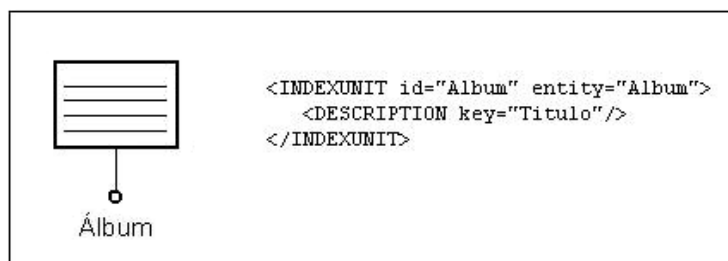 <INDEXUNIT id="Album" entity="Album">
<DESCRIPTION key="Titulo"/>
</INDEXUNIT>
Álbum